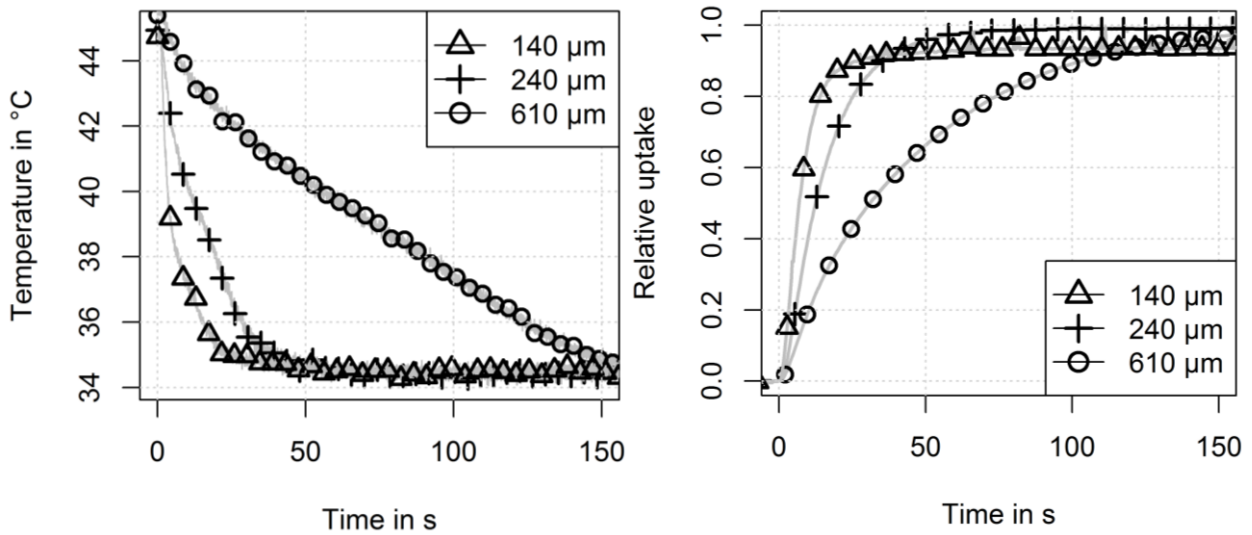 Temperature in °C
44
42
40
38
36
34
140 µm
240 µm
610 µm
0
50
100
150
Time in s
Relative uptake
1.0
0.8
0.6
0.4
0.2
0.0
140 µm
240 µm
610 µm
0
50
100
150
Time in s